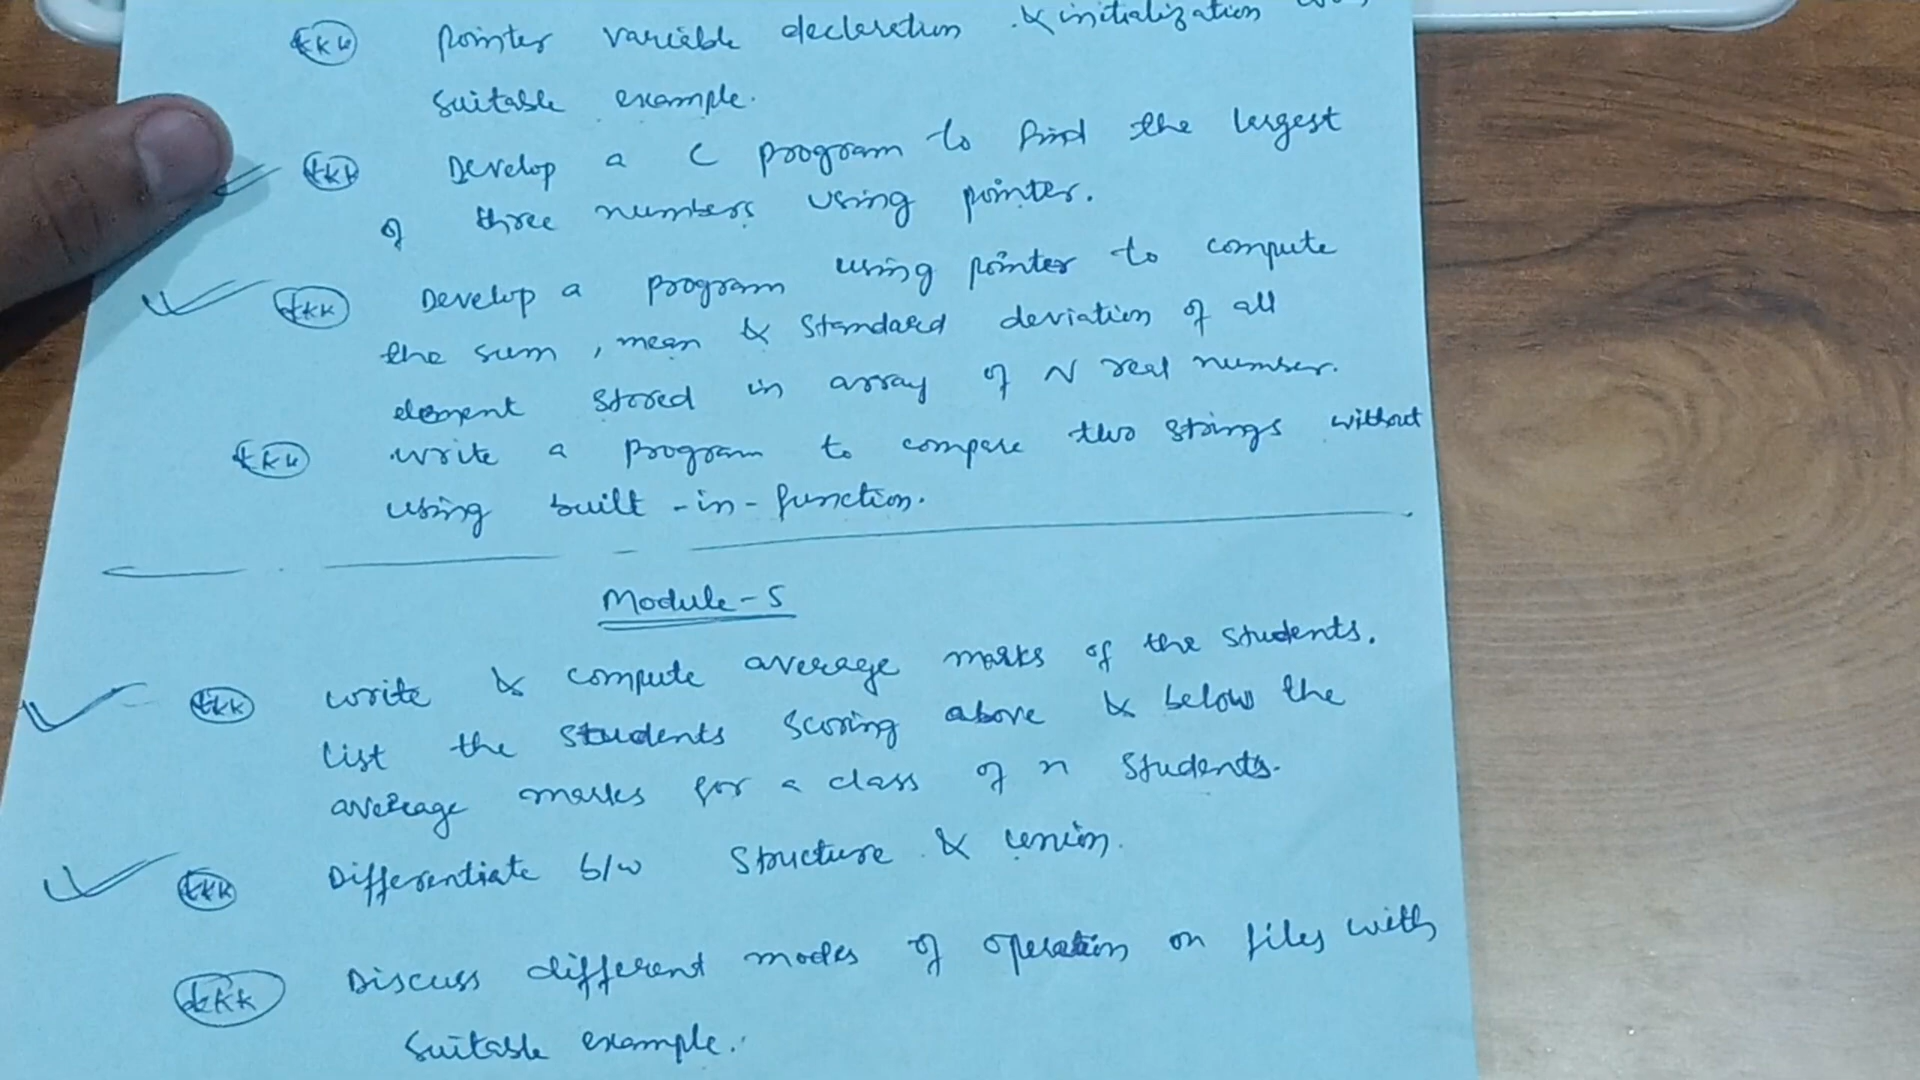 pointer variable decleration & initialization
suitable example.
Develop a C program to find the largest
of three numbers using pointer.
Develop a program using pointer to compute
the sum, mean & standard deviation of all
element stored in array of N real number.
write a program to compare two strings without
using built-in-function.
Module-5
write & compute average marks of the students.
list the students scoring above & below the
average marks for a class of n students.
Differentiate b/w Structure & union.
Discuss different modes of operation on files with
suitable example.